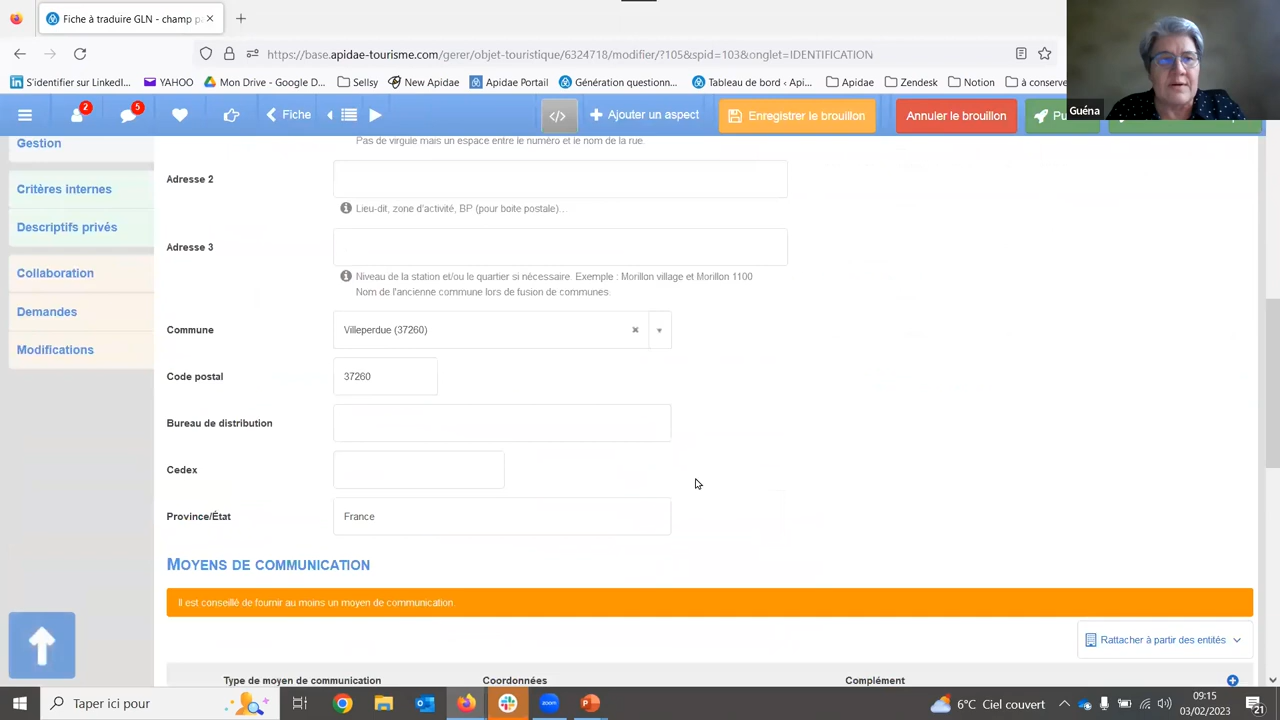 Fiche à traduire GLN - champ pa
https://base.apidae-tourisme.com/gerer/objet-touristique/6324718/modifier/?105&spid=103&onglet=IDENTIFICATION
S'identifier sur LinkedI... YAHOO Mon Drive - Google D... Sellsy New Apidae Apidae Portail Génération questionn... Tableau de bord ‹ Api... Apidae Zendesk Notion à conserve
Guéna
2 5 Fiche </> Ajouter un aspect Enregistrer le brouillon Annuler le brouillon
Gestion
Critères internes
Descriptifs privés
Collaboration
Demandes
Modifications
Pas de virgule mais un espace entre le numéro et le nom de la rue.
Adresse 2
Lieu-dit, zone d'activité, BP (pour boite postale)...
Adresse 3
Niveau de la station et/ou le quartier si nécessaire. Exemple : Morillon village et Morillon 1100
Nom de l'ancienne commune lors de fusion de communes.
Commune Villeperdue (37260)
Code postal 37260
Bureau de distribution
Cedex
Province/État France
MOYENS DE COMMUNICATION
Il est conseillé de fournir au moins un moyen de communication.
Rattacher à partir des entités
Type de moyen de communication Coordonnées Complément
Taper ici pour
6°C Ciel couvert
09:15
03/02/2023
21